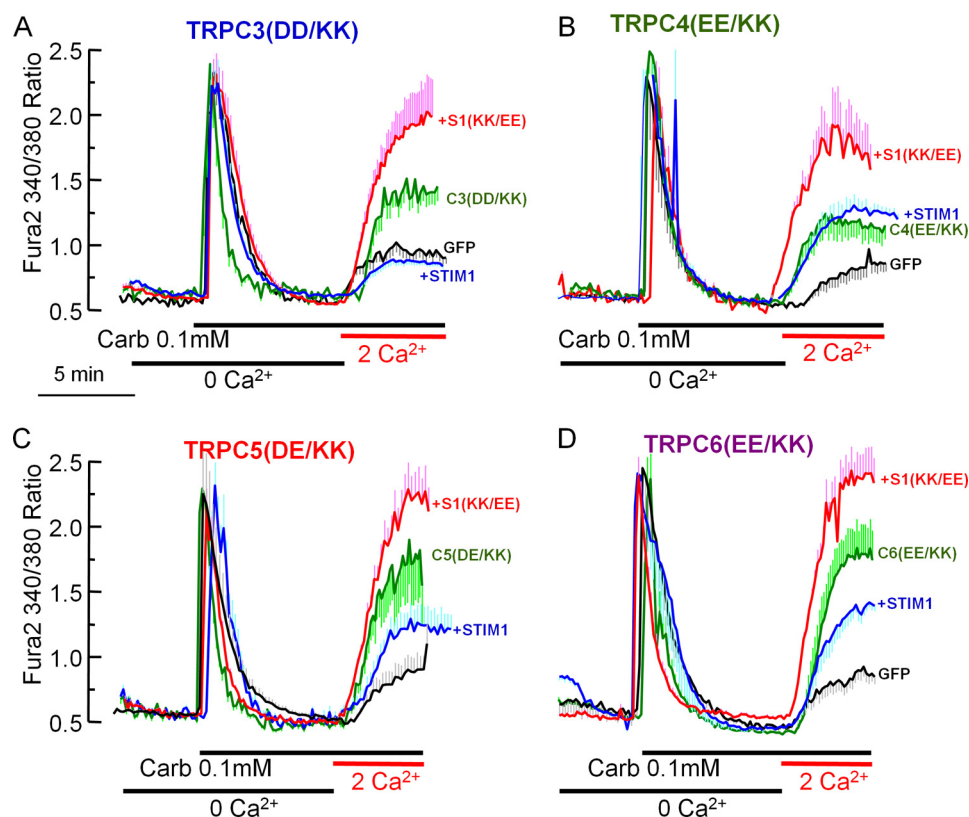 A
TRPC3(DD/KK)
Fura2 340/380 Ratio
2.5
2.0
1.5
1.0
0.5
+S1(KK/EE)
C3(DD/KK)
GFP
+STIM1
Carb 0.1mM
2 Ca²⁺
5 min
0 Ca²⁺
B
TRPC4(EE/KK)
+S1(KK/EE)
+STIM1
C4(EE/KK)
GFP
Carb 0.1mM
2 Ca²⁺
0 Ca²⁺
C
TRPC5(DE/KK)
Fura2 340/380 Ratio
2.5
2.0
1.5
1.0
0.5
+S1(KK/EE)
C5(DE/KK)
+STIM1
Carb 0.1mM
2 Ca²⁺
0 Ca²⁺
D
TRPC6(EE/KK)
+S1(KK/EE)
C6(EE/KK)
+STIM1
GFP
Carb 0.1mM
2 Ca²⁺
0 Ca²⁺